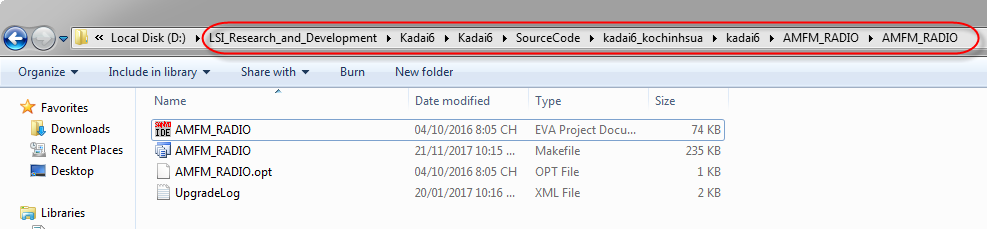 Local Disk (D:) LSI_Research_and_Development Kadai6 Kadai6 SourceCode kadai6_kochinhsua kadai6 AMFM_RADIO AMFM_RADIO
Organize Include in library Share with Burn New folder
Favorites
Downloads
Recent Places
Desktop
Libraries
Name Date modified Type Size
AMFM_RADIO 04/10/2016 8:05 CH EVA Project Docu... 74 KB
AMFM_RADIO 21/11/2017 10:15 ... Makefile 235 KB
AMFM_RADIO.opt 04/10/2016 8:05 CH OPT File 1 KB
UpgradeLog 20/01/2017 10:16 ... XML File 2 KB